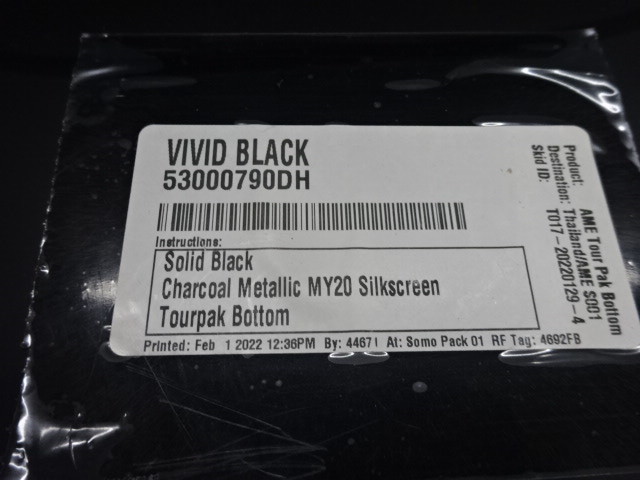 VIVID BLACK
53000790DH
Instructions:
Solid Black
Charcoal Metallic MY20 Silkscreen
Tourpak Bottom
Printed: Feb 1 2022 12:36PM By: 44671 At: Somo Pack 01 RF Tag: 4692FB
Product: AME Tour Pak Bottom
Destination: Thailand/AME S001
Skid ID: T017-20220129-4